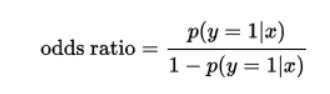 odds ratio = p(y = 1|x) / 1 − p(y = 1|x)